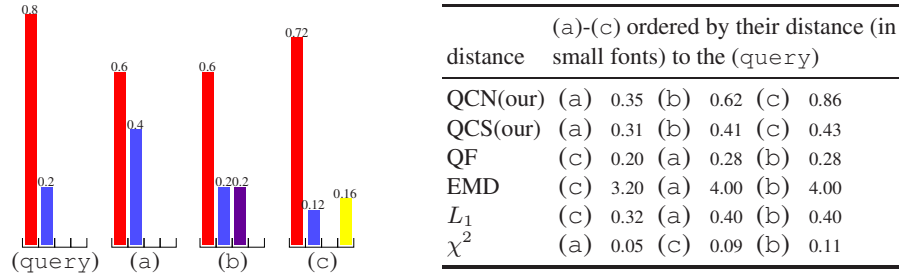 0.8
0.2
(query)
0.6
0.4
(a)
0.6
0.20
0.2
(b)
0.72
0.12
0.16
(c)
(a)-(c) ordered by their distance (in
distance small fonts) to the (query)
QCN(our) (a) 0.35 (b) 0.62 (c) 0.86
QCS(our) (a) 0.31 (b) 0.41 (c) 0.43
QF (c) 0.20 (a) 0.28 (b) 0.28
EMD (c) 3.20 (a) 4.00 (b) 4.00
L₁ (c) 0.32 (a) 0.40 (b) 0.40
χ² (a) 0.05 (c) 0.09 (b) 0.11